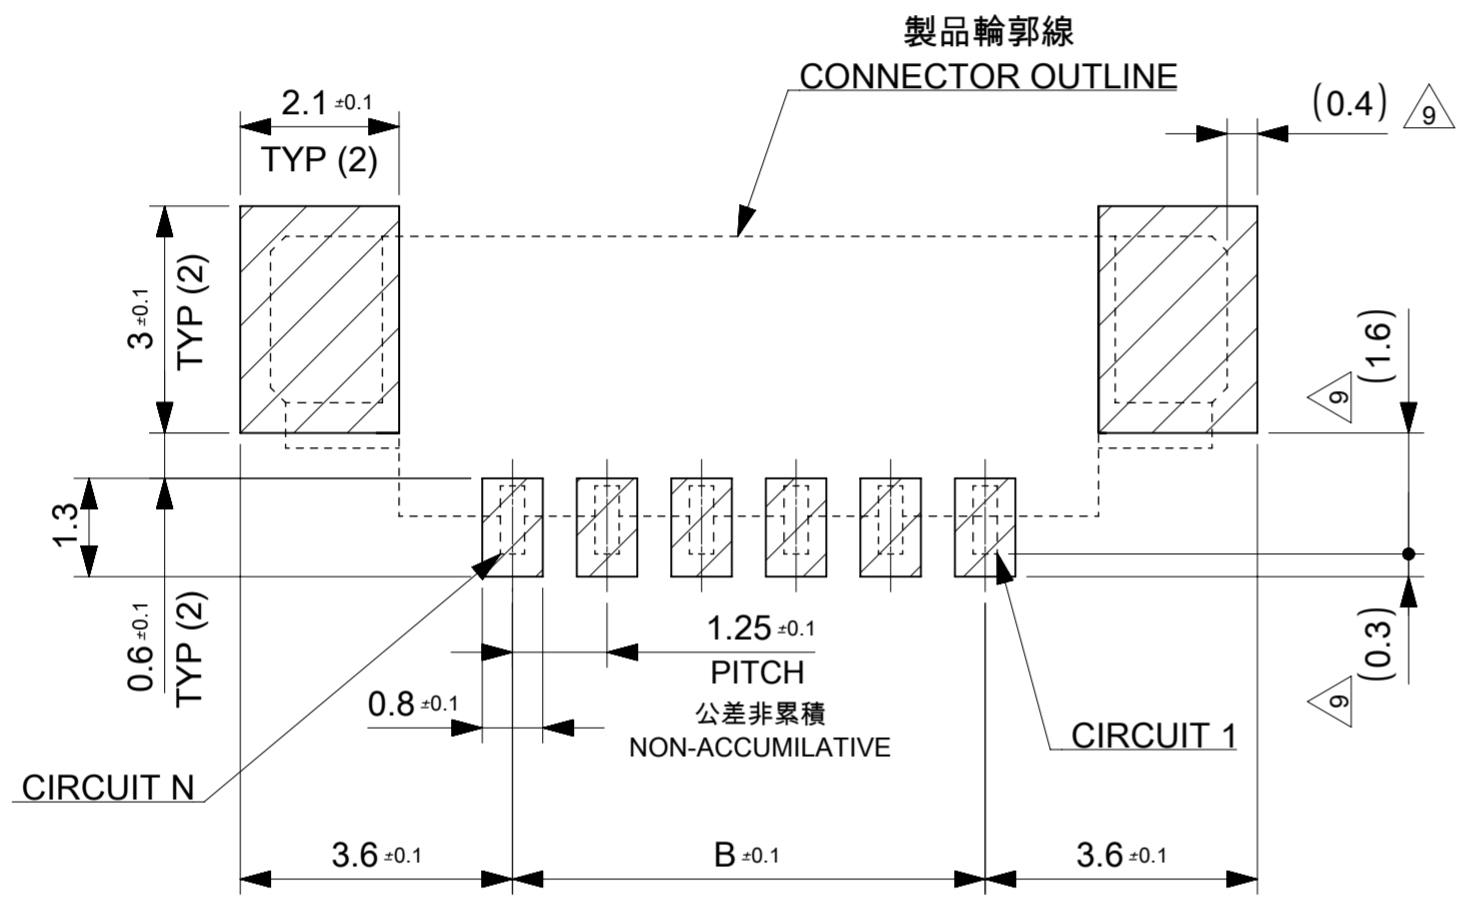 製品輪郭線
CONNECTOR OUTLINE
2.1 ±0.1
TYP (2)
(0.4)
9
3 ±0.1
TYP (2)
(1.6)
9
1.3
0.6 ±0.1
TYP (2)
1.25 ±0.1
PITCH
公差非累積
NON-ACCUMILATIVE
0.8 ±0.1
(0.3)
9
CIRCUIT 1
CIRCUIT N
3.6 ±0.1
B ±0.1
3.6 ±0.1